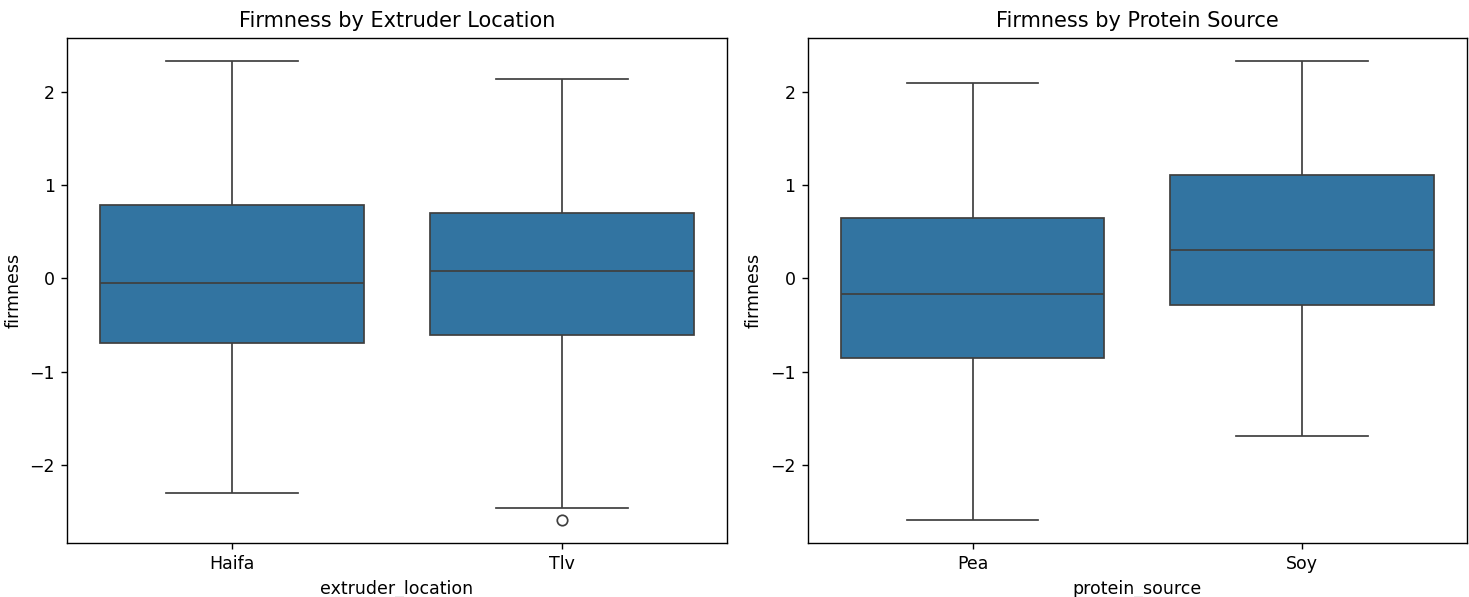 Firmness by Extruder Location
firmness
2
1
0
−1
−2
Haifa
Tlv
extruder_location
Firmness by Protein Source
firmness
2
1
0
−1
−2
Pea
Soy
protein_source